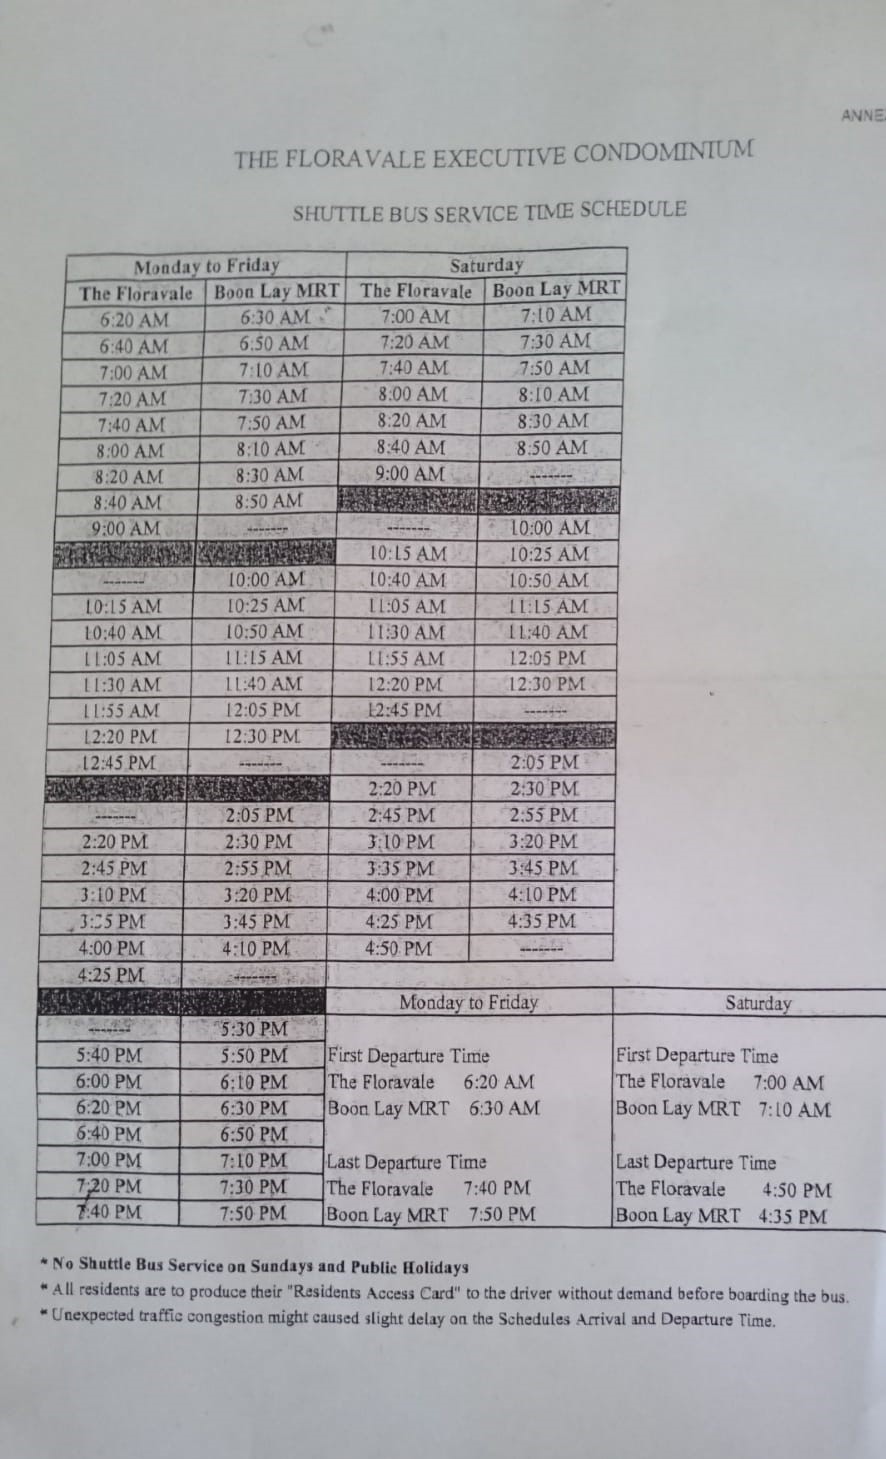 ANNE
THE FLORAVALE EXECUTIVE CONDOMINIUM
SHUTTLE BUS SERVICE TIME SCHEDULE
Monday to Friday Saturday
The Floravale Boon Lay MRT The Floravale Boon Lay MRT
6:20 AM 6:30 AM 7:00 AM 7:10 AM
6:40 AM 6:50 AM 7:20 AM 7:30 AM
7:00 AM 7:10 AM 7:40 AM 7:50 AM
7:20 AM 7:30 AM 8:00 AM 8:10 AM
7:40 AM 7:50 AM 8:20 AM 8:30 AM
8:00 AM 8:10 AM 8:40 AM 8:50 AM
8:20 AM 8:30 AM 9:00 AM -------
8:40 AM 8:50 AM
9:00 AM ------- ------- 10:00 AM
10:15 AM 10:25 AM
------- 10:00 AM 10:40 AM 10:50 AM
10:15 AM 10:25 AM 11:05 AM 11:15 AM
10:40 AM 10:50 AM 11:30 AM 11:40 AM
11:05 AM 11:15 AM 11:55 AM 12:05 PM
11:30 AM 11:40 AM 12:20 PM 12:30 PM
11:55 AM 12:05 PM 12:45 PM -------
12:20 PM 12:30 PM
12:45 PM ------- ------- 2:05 PM
2:20 PM 2:30 PM
------- 2:05 PM 2:45 PM 2:55 PM
2:20 PM 2:30 PM 3:10 PM 3:20 PM
2:45 PM 2:55 PM 3:35 PM 3:45 PM
3:10 PM 3:20 PM 4:00 PM 4:10 PM
3:35 PM 3:45 PM 4:25 PM 4:35 PM
4:00 PM 4:10 PM 4:50 PM -------
4:25 PM -------
Monday to Friday Saturday
------- 5:30 PM
5:40 PM 5:50 PM First Departure Time First Departure Time
6:00 PM 6:10 PM The Floravale 6:20 AM The Floravale 7:00 AM
6:20 PM 6:30 PM Boon Lay MRT 6:30 AM Boon Lay MRT 7:10 AM
6:40 PM 6:50 PM
7:00 PM 7:10 PM Last Departure Time Last Departure Time
7:20 PM 7:30 PM The Floravale 7:40 PM The Floravale 4:50 PM
7:40 PM 7:50 PM Boon Lay MRT 7:50 PM Boon Lay MRT 4:35 PM
* No Shuttle Bus Service on Sundays and Public Holidays
* All residents are to produce their "Residents Access Card" to the driver without demand before boarding the bus.
* Unexpected traffic congestion might caused slight delay on the Schedules Arrival and Departure Time.